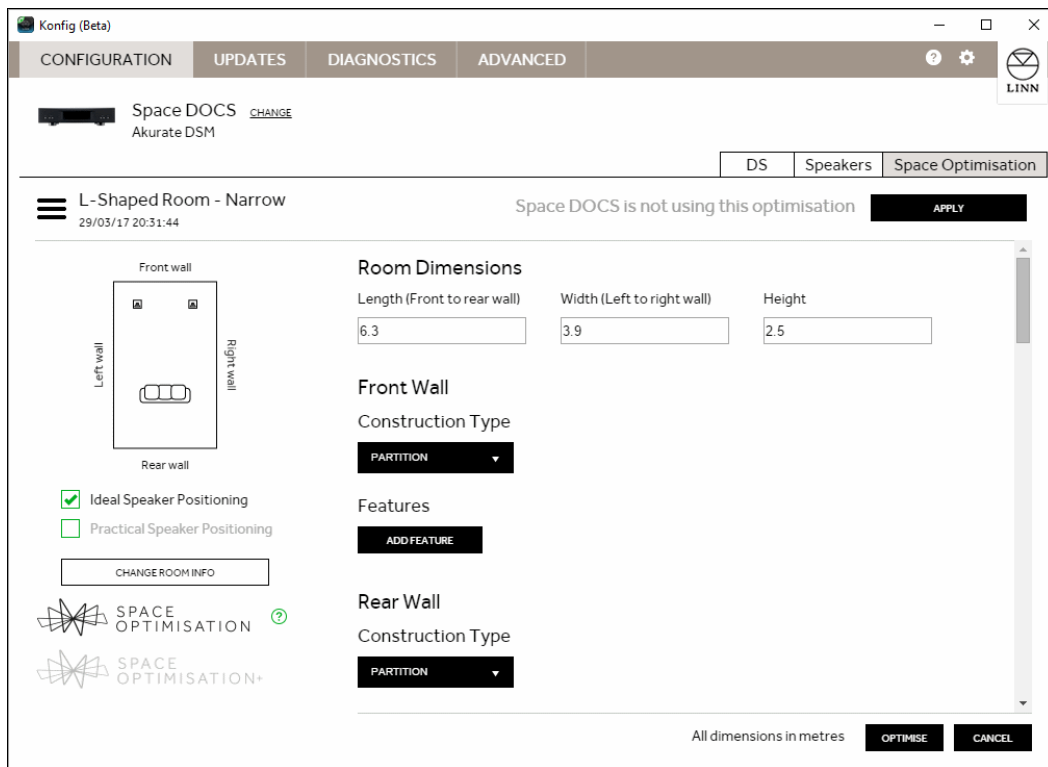 Konfig (Beta)
CONFIGURATION UPDATES DIAGNOSTICS ADVANCED
LINN
Space DOCS CHANGE
Akurate DSM
DS Speakers Space Optimisation
L-Shaped Room - Narrow
29/03/17 20:31:44
Space DOCS is not using this optimisation APPLY
Front wall
Left wall
Right wall
Rear wall
Ideal Speaker Positioning
Practical Speaker Positioning
CHANGE ROOM INFO
SPACE
OPTIMISATION ?
SPACE
OPTIMISATION+
Room Dimensions
Length (Front to rear wall) Width (Left to right wall) Height
6.3 3.9 2.5
Front Wall
Construction Type
PARTITION
Features
ADD FEATURE
Rear Wall
Construction Type
PARTITION
All dimensions in metres OPTIMISE CANCEL